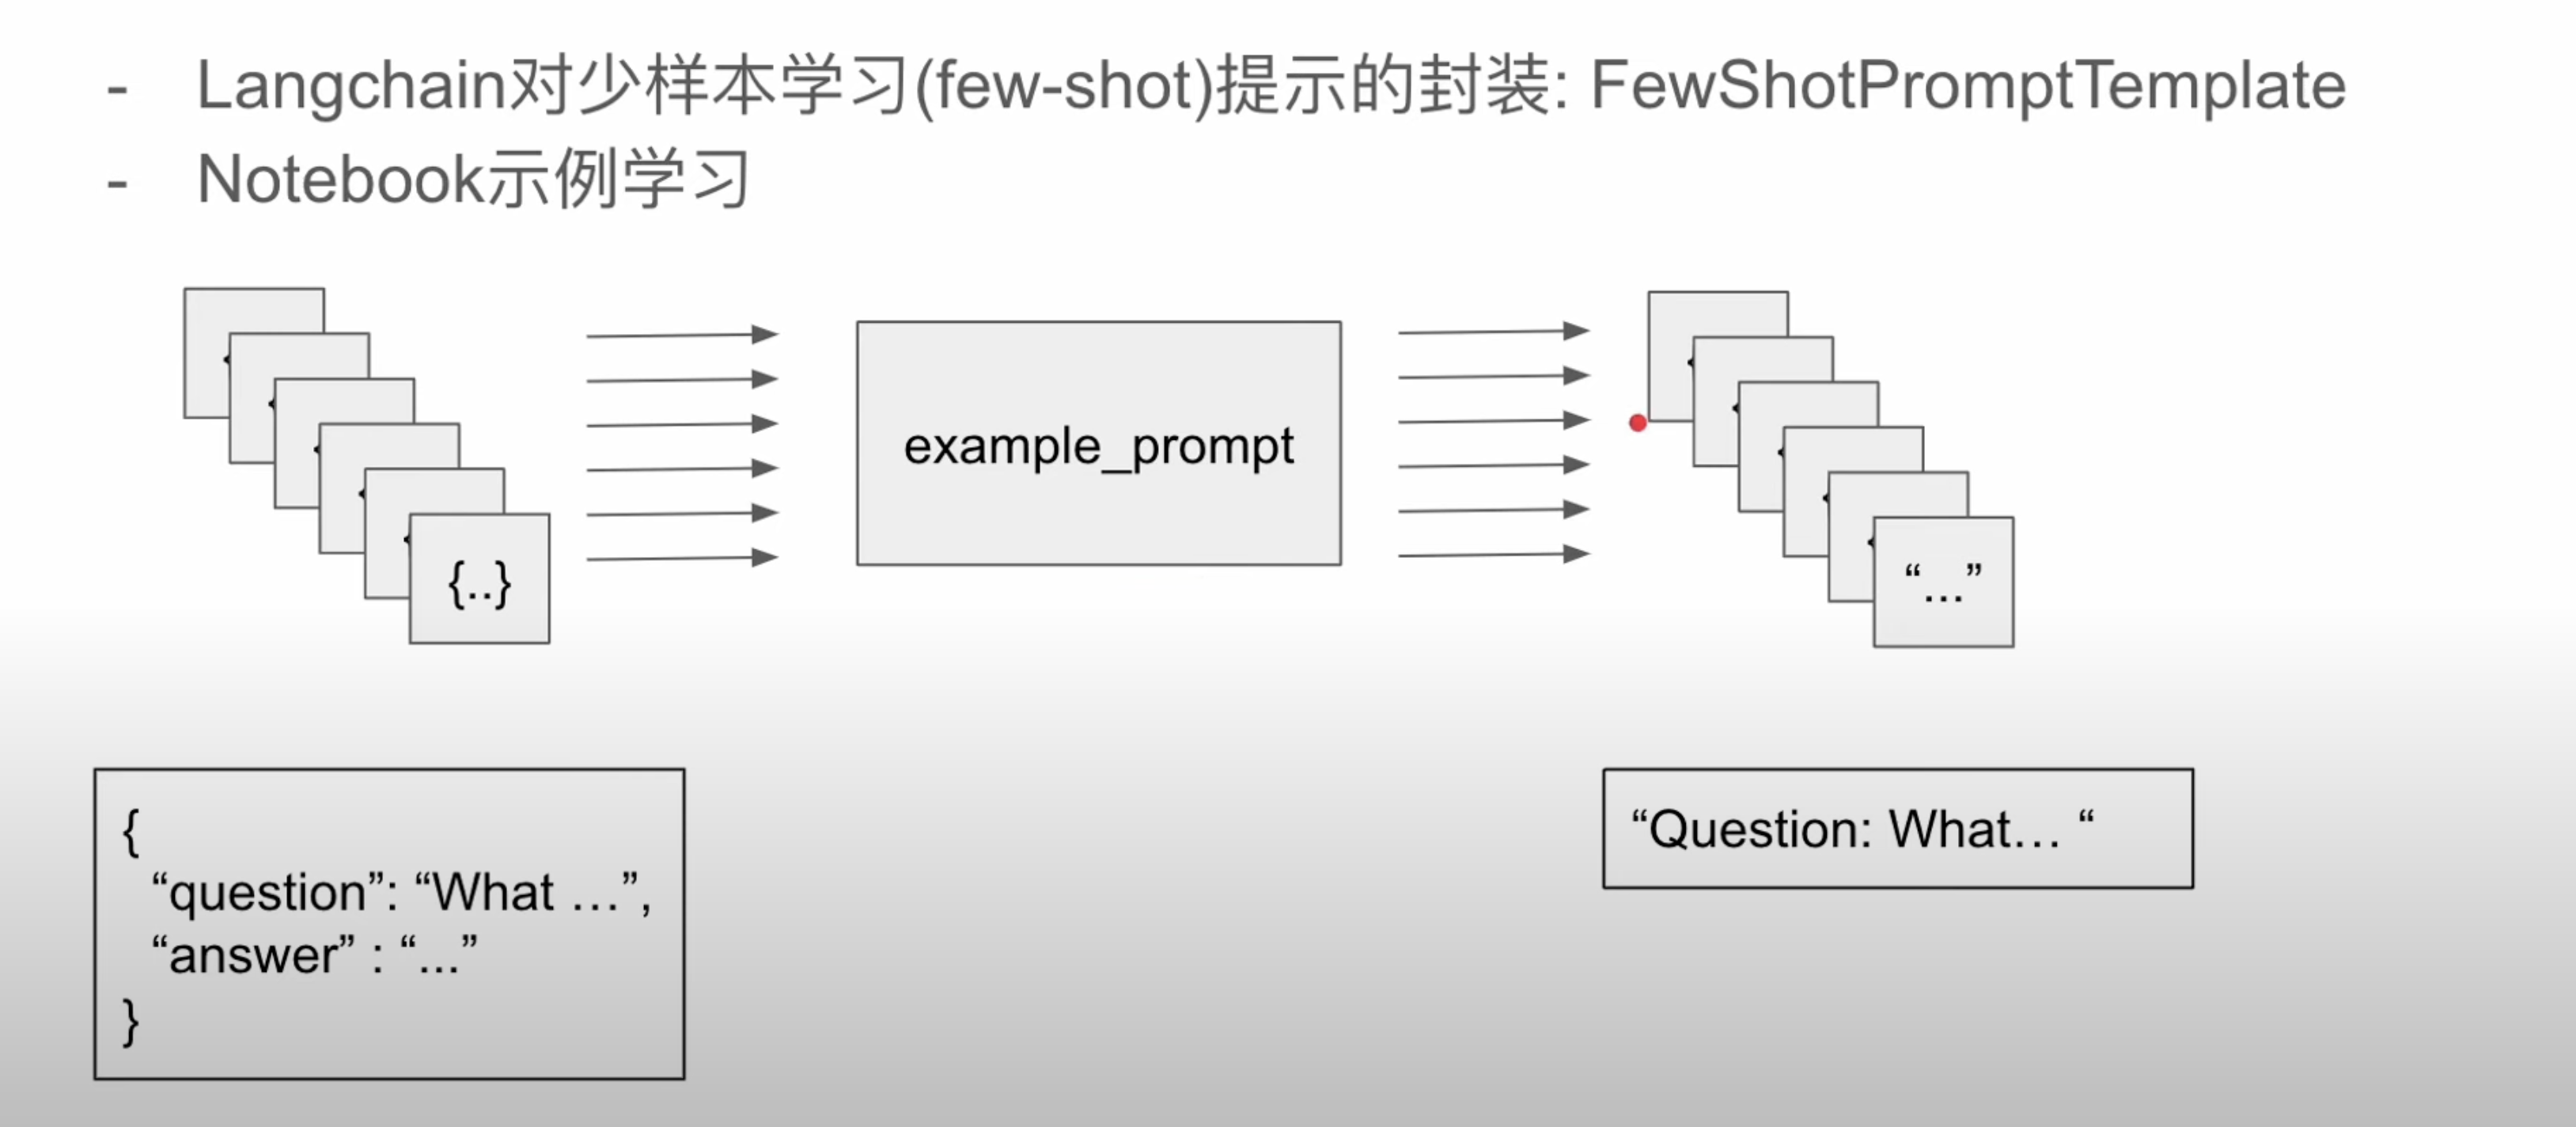 - Langchain对少样本学习(few-shot)提示的封装: FewShotPromptTemplate
- Notebook示例学习
{..}
example_prompt
“...”
{
“question”: “What …”,
“answer” : “...”
}
“Question: What… “